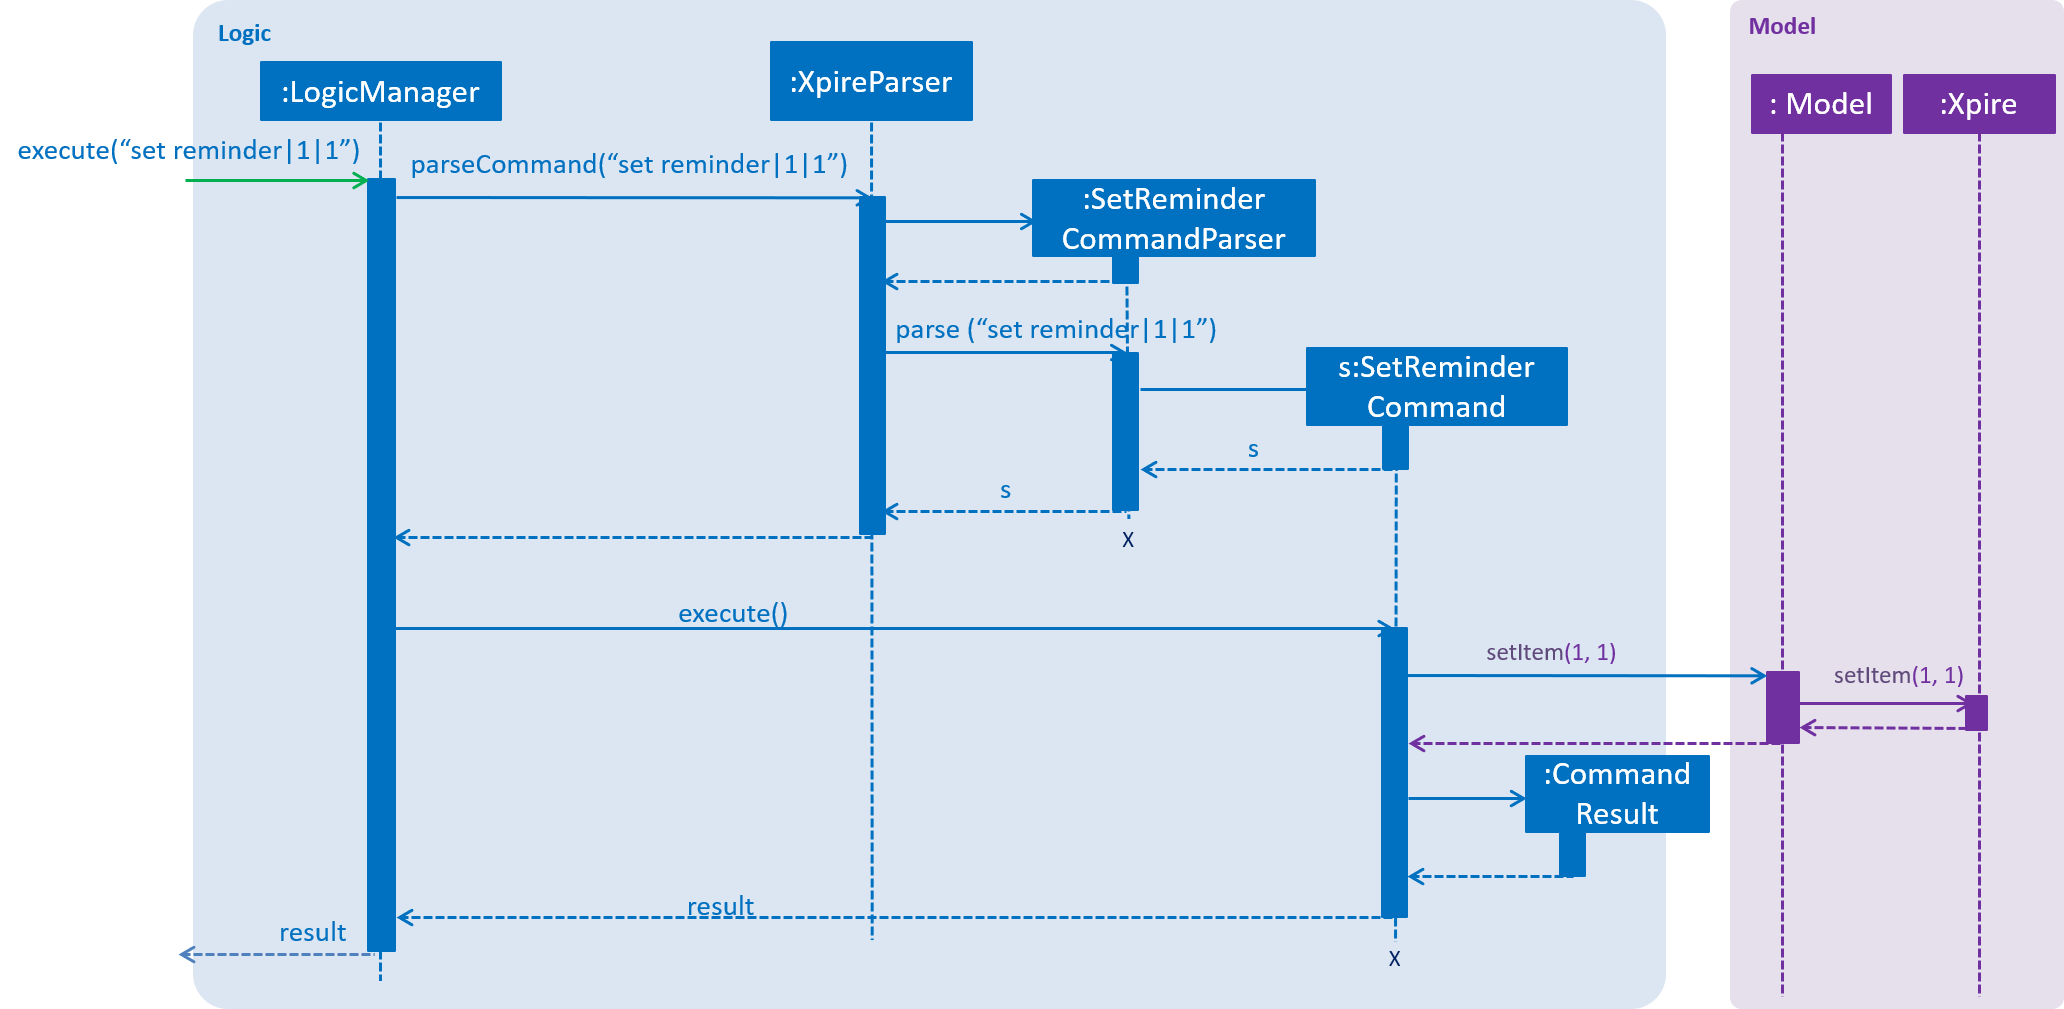 Logic
Model
:LogicManager
:XpireParser
: Model
:Xpire
execute(“set reminder|1|1”)
parseCommand(“set reminder|1|1”)
:SetReminder
CommandParser
parse (“set reminder|1|1”)
s:SetReminder
Command
s
s
X
execute()
setItem(1, 1)
setItem(1, 1)
:Command
Result
result
result
X